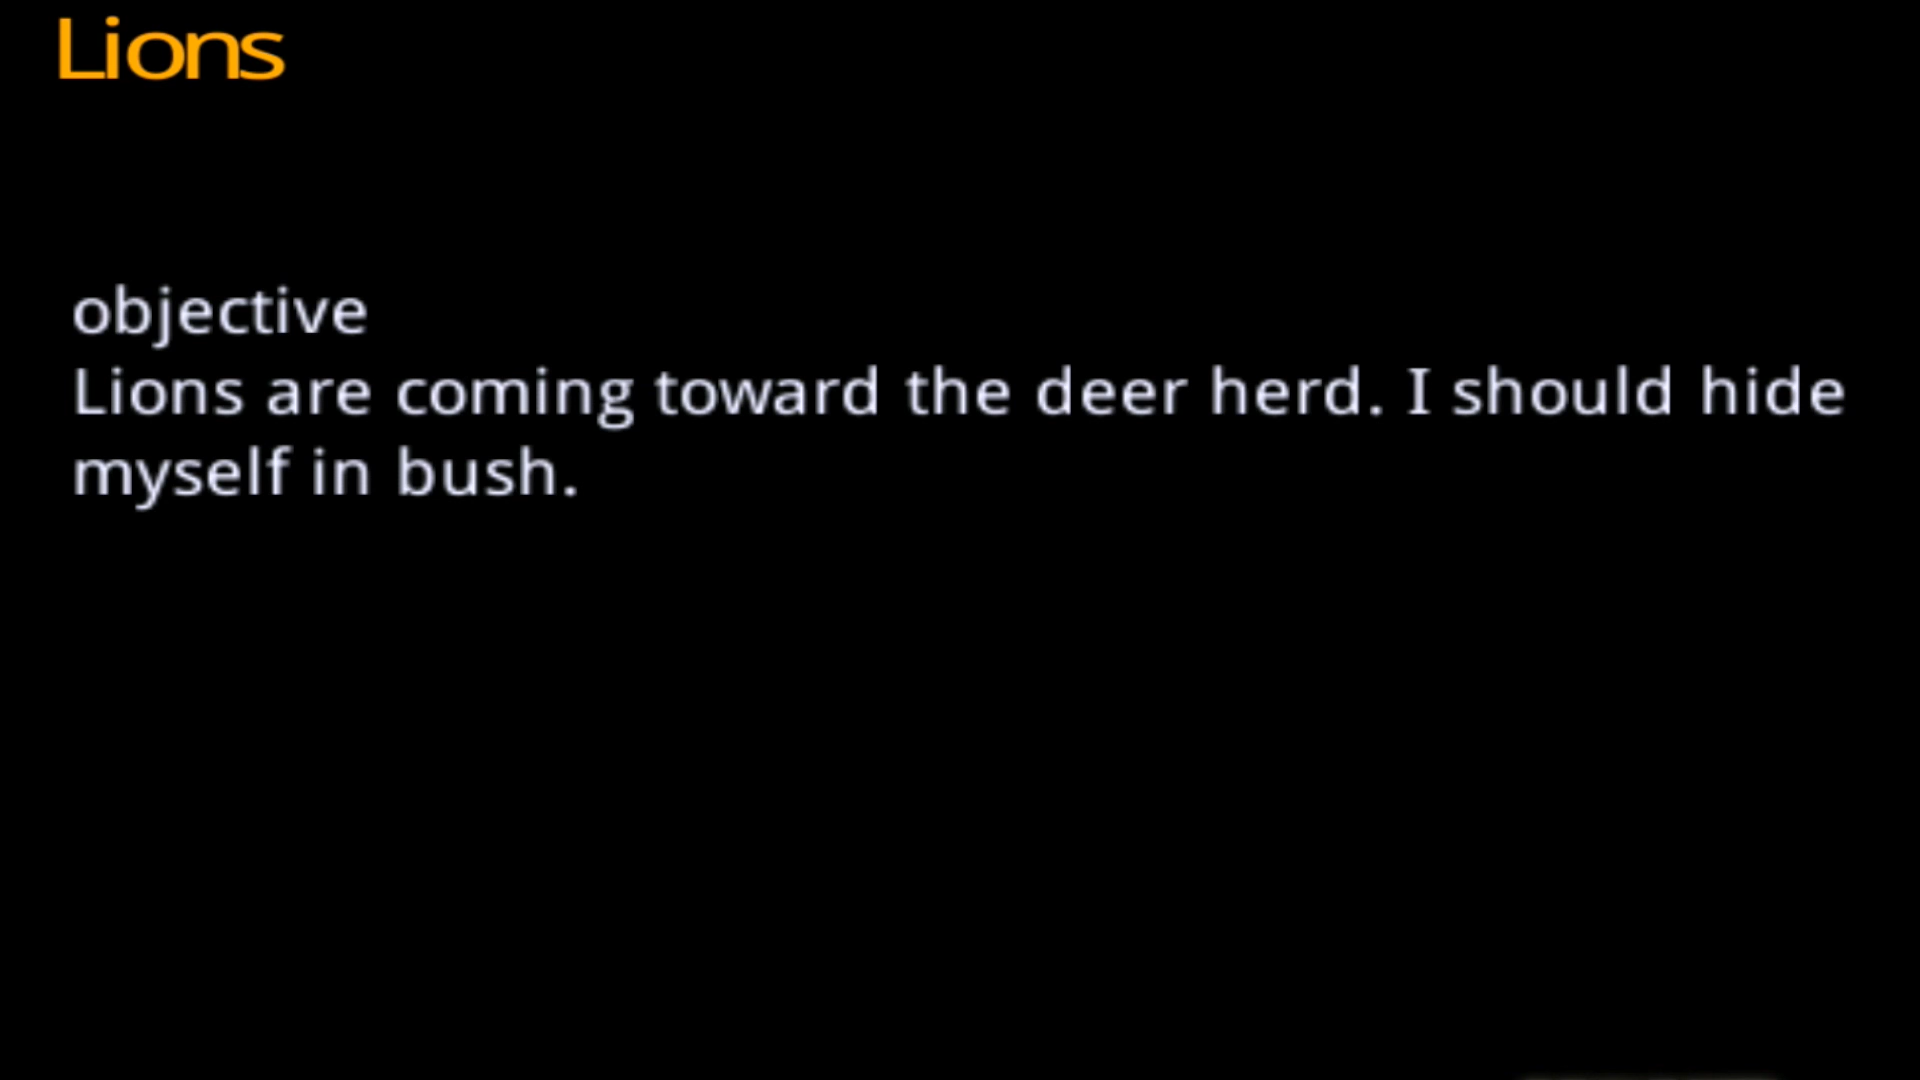 Lions
objective
Lions are coming toward the deer herd. I should hide
myself in bush.